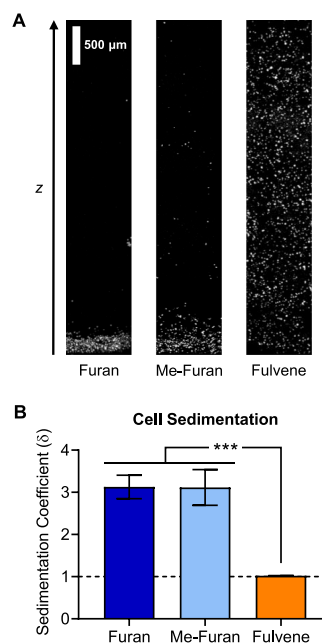 A
500 µm
z
Furan
Me-Furan
Fulvene
B
Cell Sedimentation
Sedimentation Coefficient (δ)
***
4
3
2
1
0
Furan
Me-Furan
Fulvene